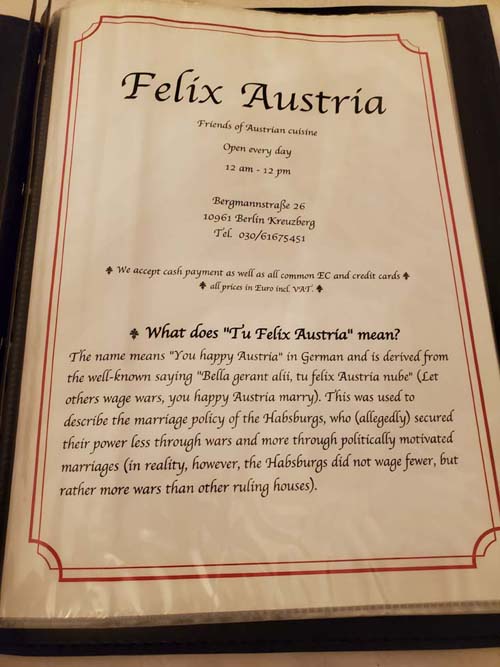 Felix Austria
Friends of Austrian cuisine
Open every day
12 am - 12 pm
Bergmannstraße 26
10961 Berlin Kreuzberg
Tel. 030/61675451
We accept cash payment as well as all common EC and credit cards
all prices in Euro incl. VAT.
What does "Tu Felix Austria" mean?
The name means "You happy Austria" in German and is derived from
the well-known saying "Bella gerant alii, tu felix Austria nube" (Let
others wage wars, you happy Austria marry). This was used to
describe the marriage policy of the Habsburgs, who (allegedly) secured
their power less through wars and more through politically motivated
marriages (in reality, however, the Habsburgs did not wage fewer, but
rather more wars than other ruling houses).